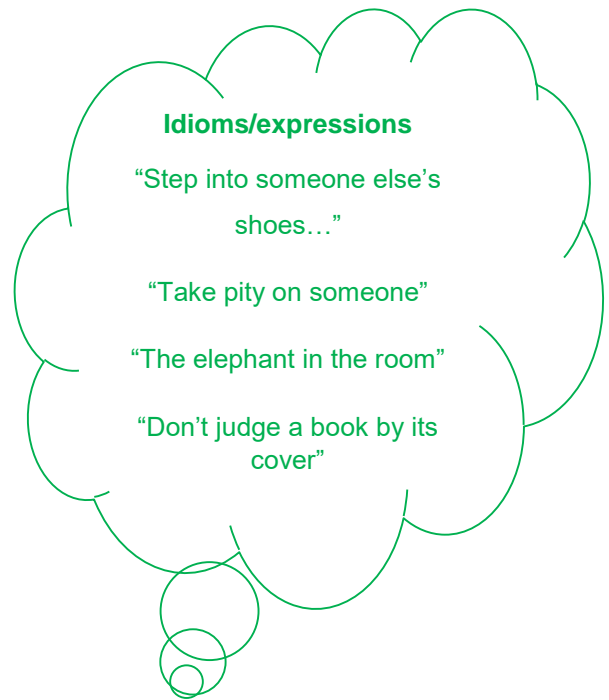 Idioms/expressions
“Step into someone else’s
shoes…”
“Take pity on someone”
“The elephant in the room”
“Don’t judge a book by its
cover”